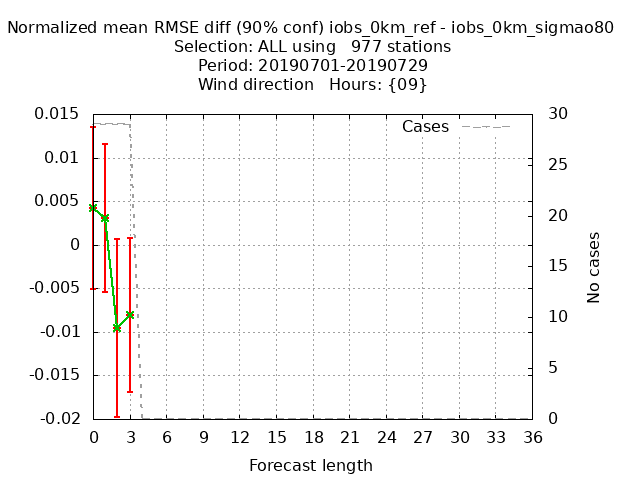 Normalized mean RMSE diff (90% conf) iobs_0km_ref - iobs_0km_sigmao80
Selection: ALL using   977 stations
Period: 20190701-20190729
Wind direction   Hours: {09}
0.015
0.01
0.005
0
-0.005
-0.01
-0.015
-0.02
Cases
30
25
20
15
10
5
0
No cases
0 3 6 9 12 15 18 21 24 27 30 33 36
Forecast length